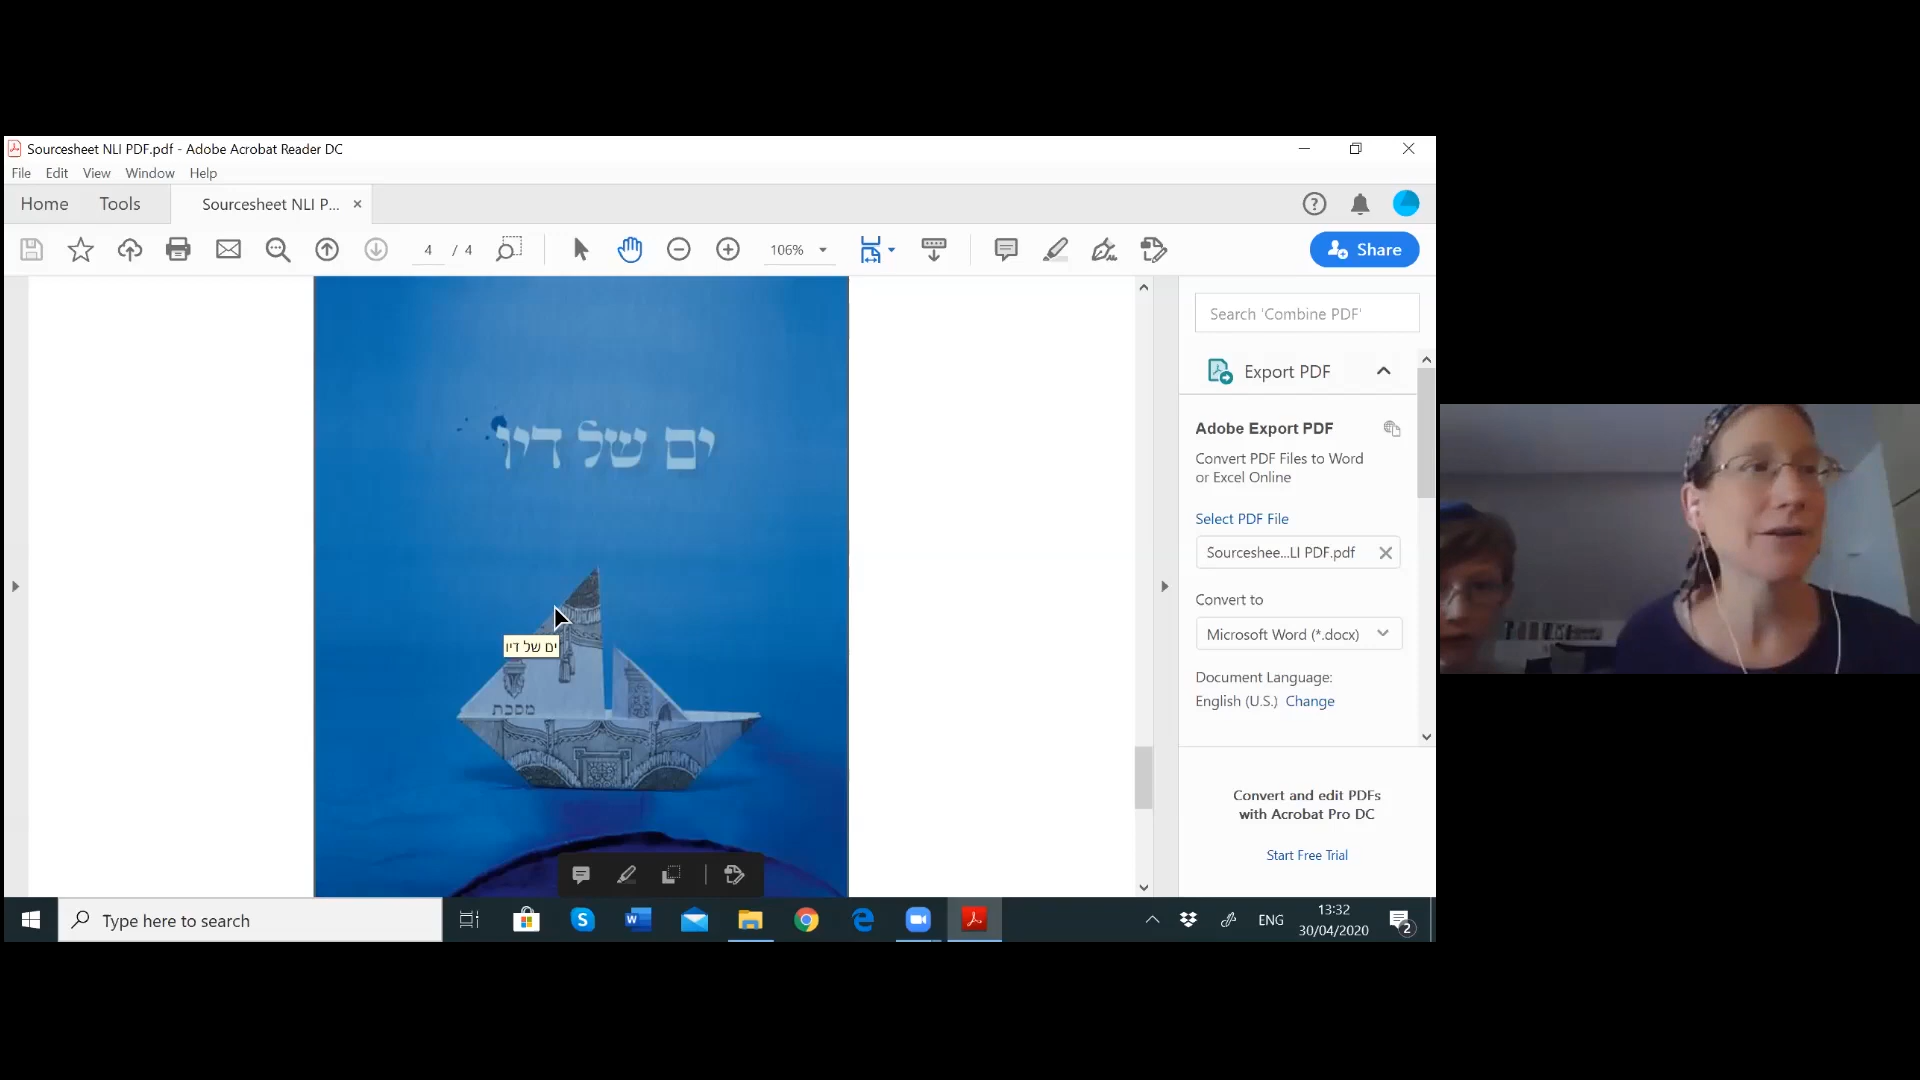 Sourcesheet NLI PDF.pdf - Adobe Acrobat Reader DC
File Edit View Window Help
Home Tools Sourcesheet NLI P... ×
4 / 4 106% Share
ים של דיו
ים של דיו
מסכת
Search 'Combine PDF'
Export PDF
Adobe Export PDF
Convert PDF Files to Word
or Excel Online
Select PDF File
Sourceshee...LI PDF.pdf
Convert to
Microsoft Word (*.docx)
Document Language:
English (U.S.) Change
Convert and edit PDFs
with Acrobat Pro DC
Start Free Trial
Type here to search
ENG
13:32
30/04/2020
2